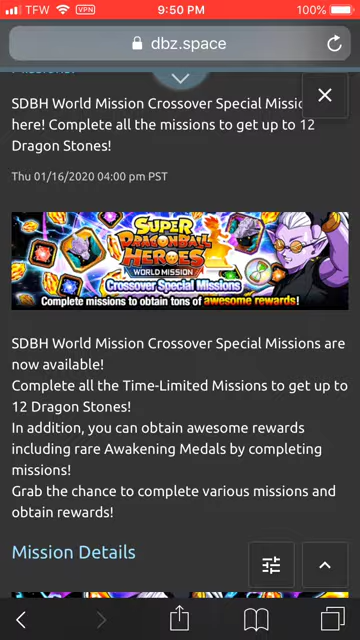 TFW VPN 9:50 PM 100%
dbz.space
SDBH World Mission Crossover Special
here! Complete all the missions to get up to 12
Dragon Stones!
Thu 01/16/2020 04:00 pm PST
SUPER
DRAGONBALL
HEROES
WORLD MISSION
Crossover Special Missions
Complete missions to obtain tons of awesome rewards!
SDBH World Mission Crossover Special Missions are
now available!
Complete all the Time-Limited Missions to get up to
12 Dragon Stones!
In addition, you can obtain awesome rewards
including rare Awakening Medals by completing
missions!
Grab the chance to complete various missions and
obtain rewards!
Mission Details